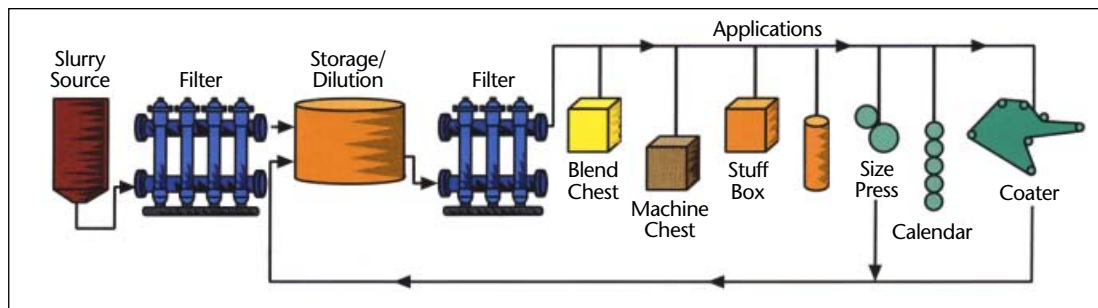 Applications
Slurry
Source
Filter
Storage/
Dilution
Filter
Blend
Chest
Machine
Chest
Stuff
Box
Size
Press
Calendar
Coater